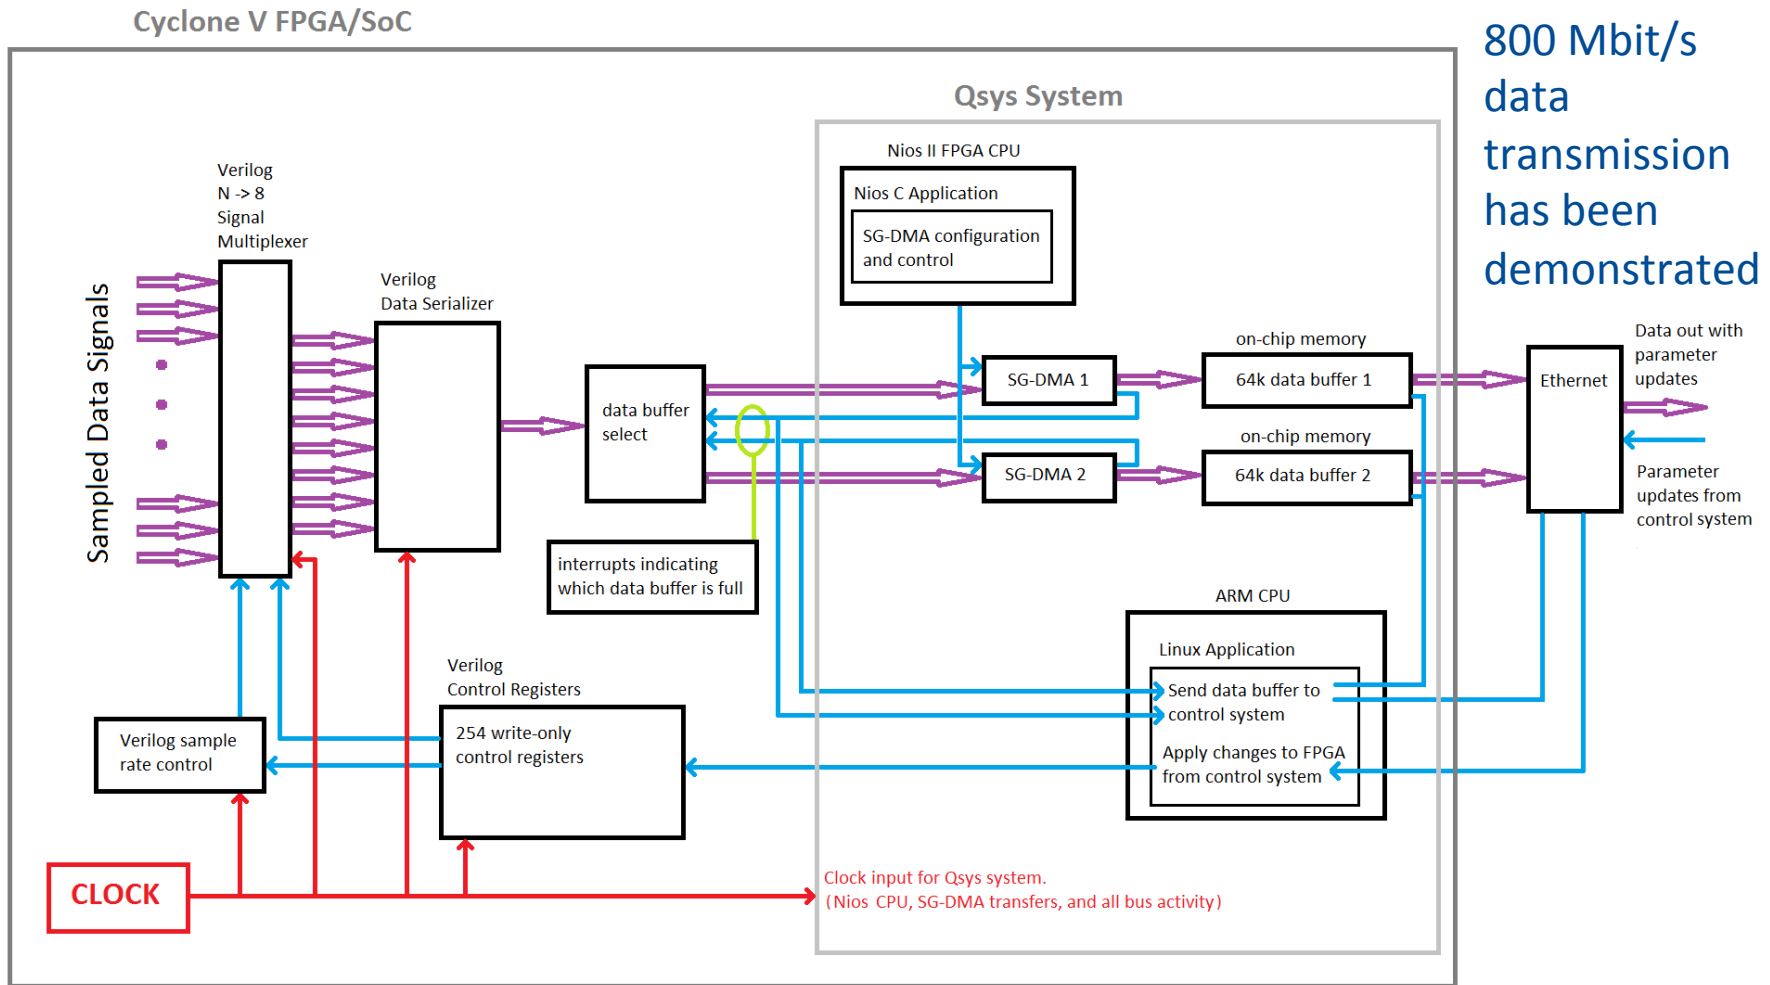 Cyclone V FPGA/SoC
800 Mbit/s
data
transmission
has been
demonstrated
Qsys System
Nios II FPGA CPU
Nios C Application
SG-DMA configuration
and control
Verilog
N -> 8
Signal
Multiplexer
Verilog
Data Serializer
Sampled Data Signals
data buffer
select
SG-DMA 1
on-chip memory
64k data buffer 1
SG-DMA 2
on-chip memory
64k data buffer 2
Ethernet
Data out with
parameter
updates
Parameter
updates from
control system
interrupts indicating
which data buffer is full
ARM CPU
Linux Application
Send data buffer to
control system
Apply changes to FPGA
from control system
Verilog
Control Registers
254 write-only
control registers
Verilog sample
rate control
CLOCK
Clock input for Qsys system.
(Nios CPU, SG-DMA transfers, and all bus activity)